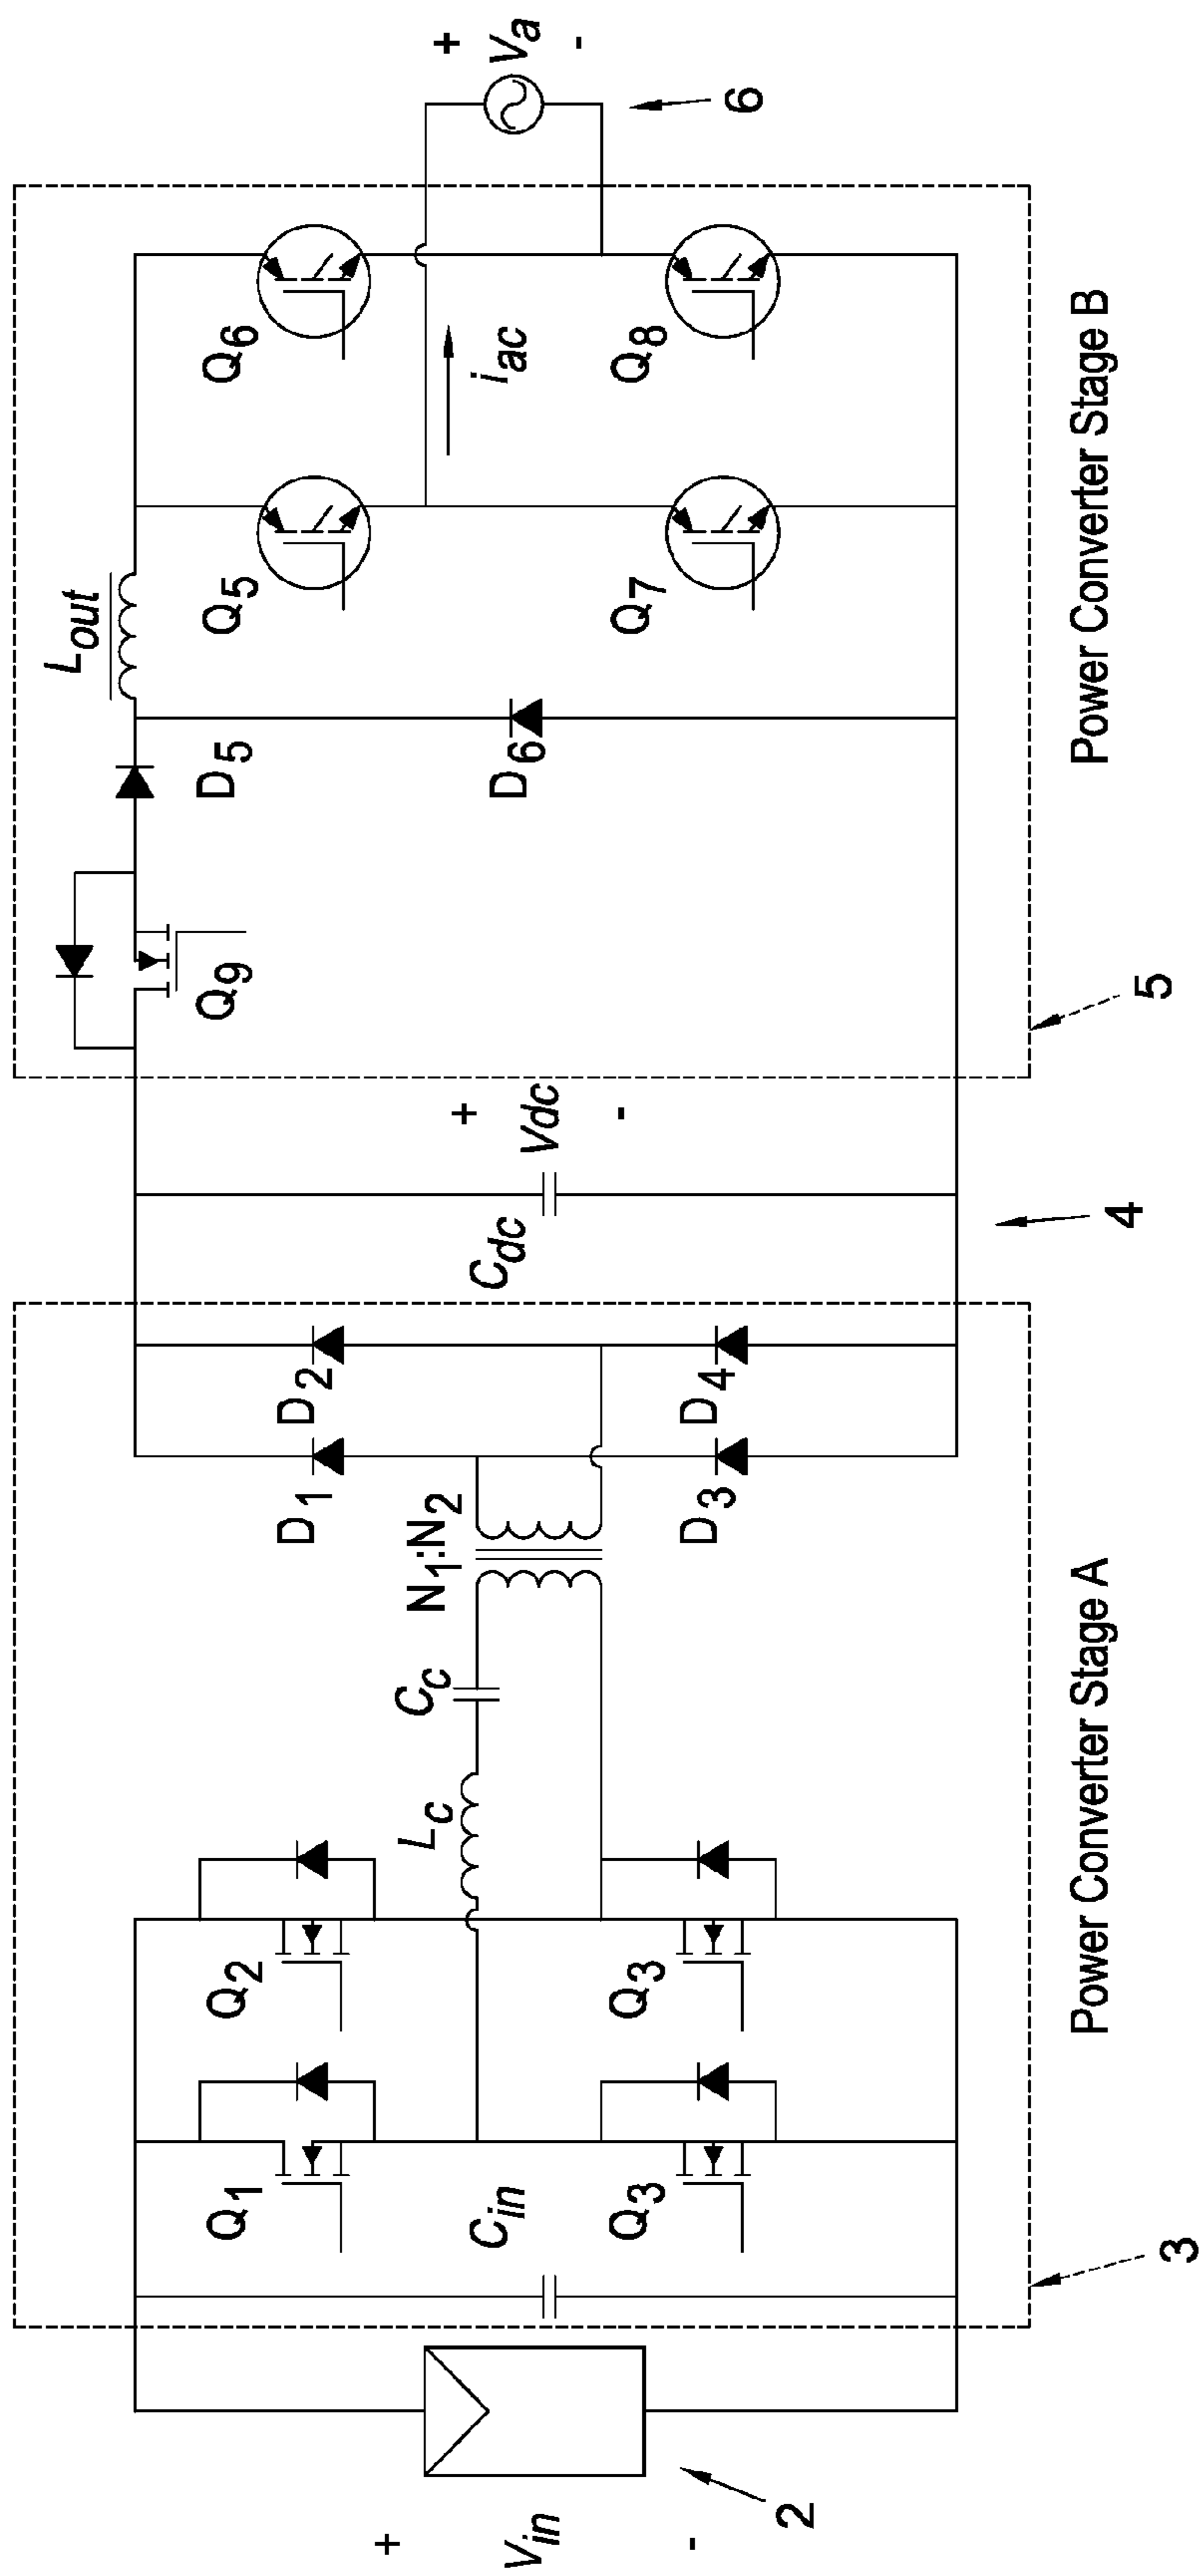 +
Vin
-
2
Cin
Q1
Q3
Q2
Q3
Lc
Cc
N1:N2
D1
D3
D2
D4
3
Power Converter Stage A
Cdc
+
Vdc
-
4
Q9
D5
D6
Lout
Q5
Q7
Q6
Q8
iac
5
Power Converter Stage B
+
Va
-
6